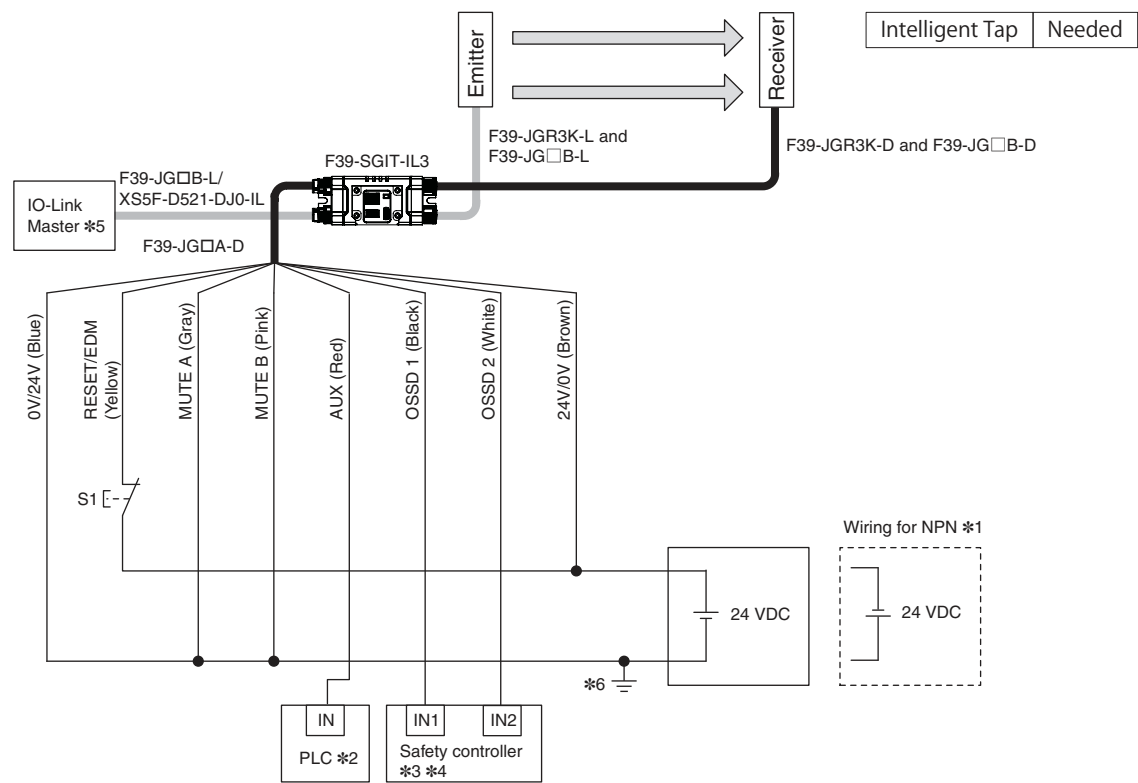 Intelligent Tap Needed
Emitter
Receiver
F39-JGR3K-L and
F39-JG□B-L
F39-JGR3K-D and F39-JG□B-D
F39-SGIT-IL3
F39-JG□B-L/
XS5F-D521-DJ0-IL
IO-Link
Master *5
F39-JG□A-D
0V/24V (Blue)
RESET/EDM
(Yellow)
MUTE A (Gray)
MUTE B (Pink)
AUX (Red)
OSSD 1 (Black)
OSSD 2 (White)
24V/0V (Brown)
S1
Wiring for NPN *1
24 VDC
24 VDC
*6
IN
PLC *2
IN1
IN2
Safety controller
*3 *4